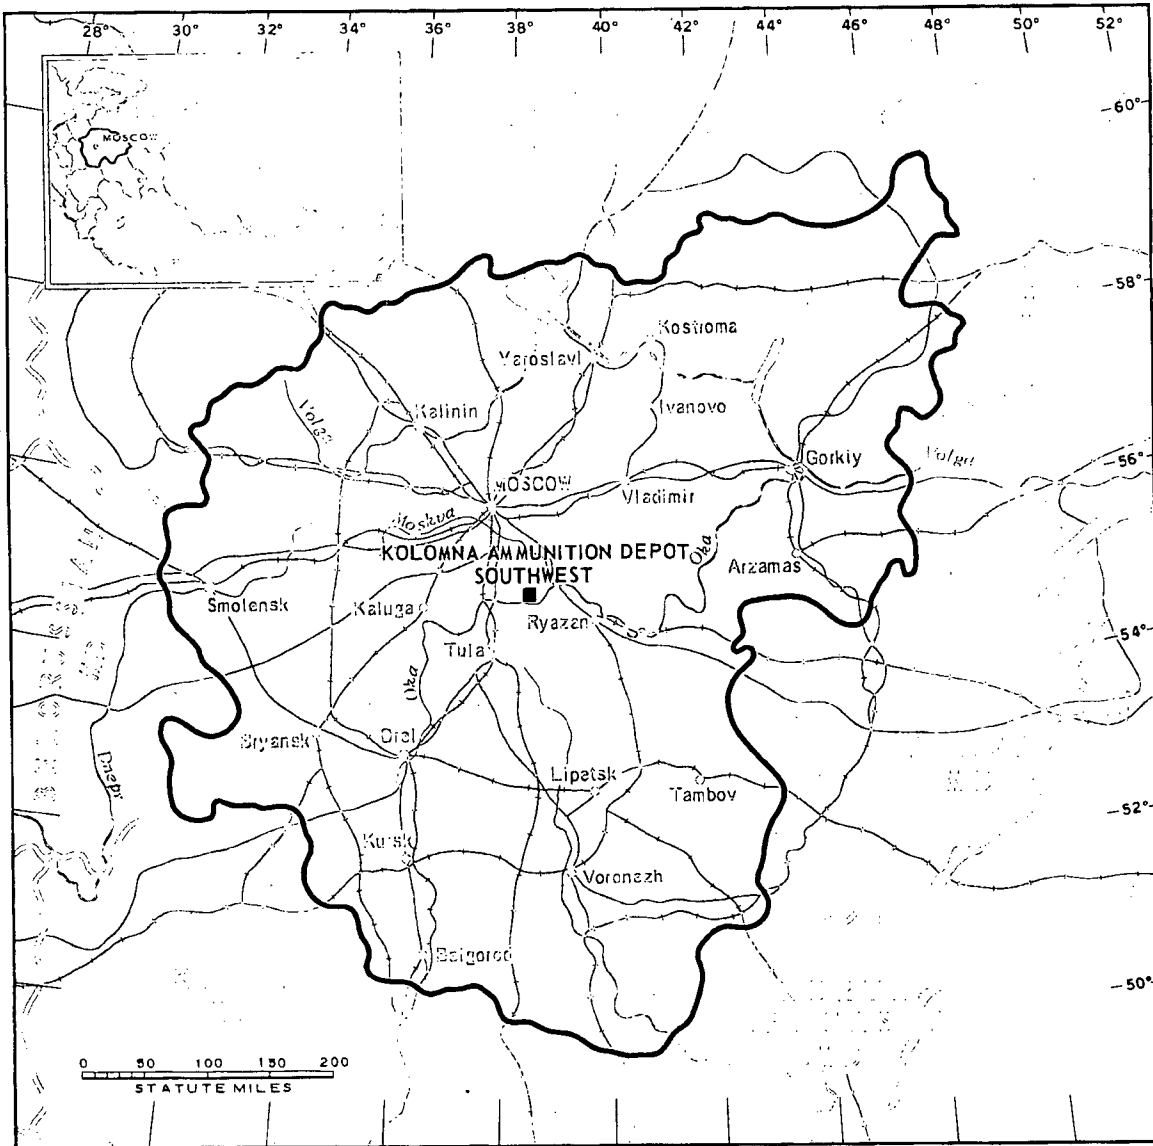 28° 30° 32° 34° 36° 38° 40° 42° 44° 46° 48° 50° 52°
60°
MOSCOW
58°
Kostroma
Yaroslavl
Kalinin
Ivanovo
Volga
Gorkiy
Volga
56°
MOSCOW
Vladimir
Moskva
KOLOMNA AMMUNITION DEPOT
SOUTHWEST
Oka
Arzamas
Smolensk
Kaluga
Ryazan
54°
Tula
Oka
Bryansk
Orel
Dnepr
Lipetsk
Tambov
52°
Kursk
Voronezh
Belgorod
50°
0 50 100 150 200
STATUTE MILES